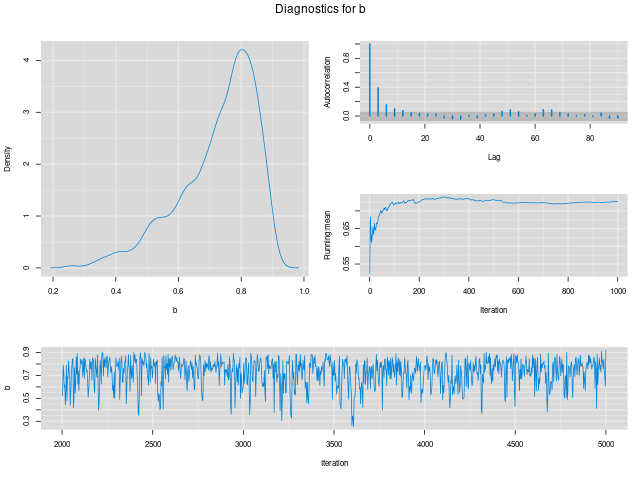 Diagnostics for b
Density
0
1
2
3
4
0.2 0.4 0.6 0.8 1.0
b
Autocorrelation
0.0 0.4 0.8
0 20 40 60 80
Lag
Running mean
0.55 0.65
0 200 400 600 800 1000
Iteration
b
0.3 0.5 0.7 0.9
2000 2500 3000 3500 4000 4500 5000
Iteration